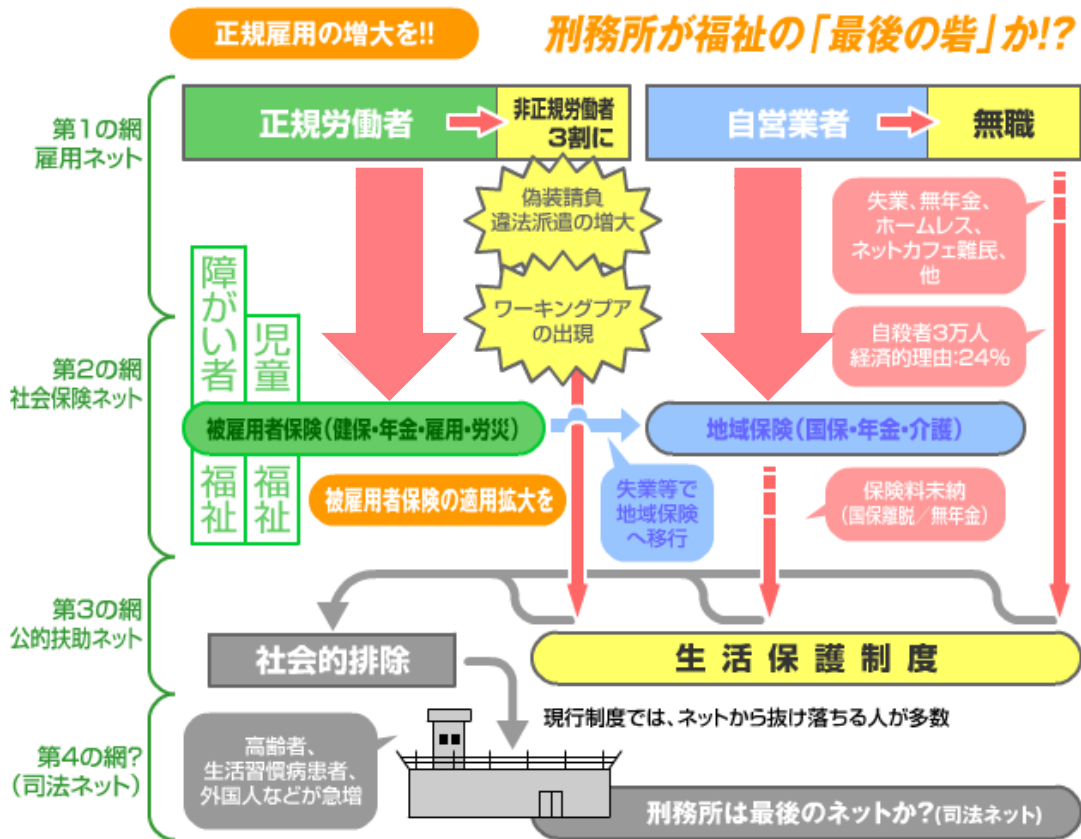 正規雇用の増大を!!
刑務所が福祉の「最後の砦」か!?
第1の網
雇用ネット
正規労働者
非正規労働者
3割に
自営業者
無職
偽装請負
違法派遣の増大
失業、無年金、
ホームレス、
ネットカフェ難民、
他
ワーキングプア
の出現
自殺者3万人
経済的理由:24%
第2の網
社会保険ネット
障がい者福祉
児童福祉
被雇用者保険(健保・年金・雇用・労災)
地域保険(国保・年金・介護)
被雇用者保険の適用拡大を
失業等で
地域保険
へ移行
保険料未納
(国保離脱/無年金)
第3の網
公的扶助ネット
社会的排除
生活保護制度
現行制度では、ネットから抜け落ちる人が多数
第4の網?
(司法ネット)
高齢者、
生活習慣病患者、
外国人などが急増
刑務所は最後のネットか?(司法ネット)